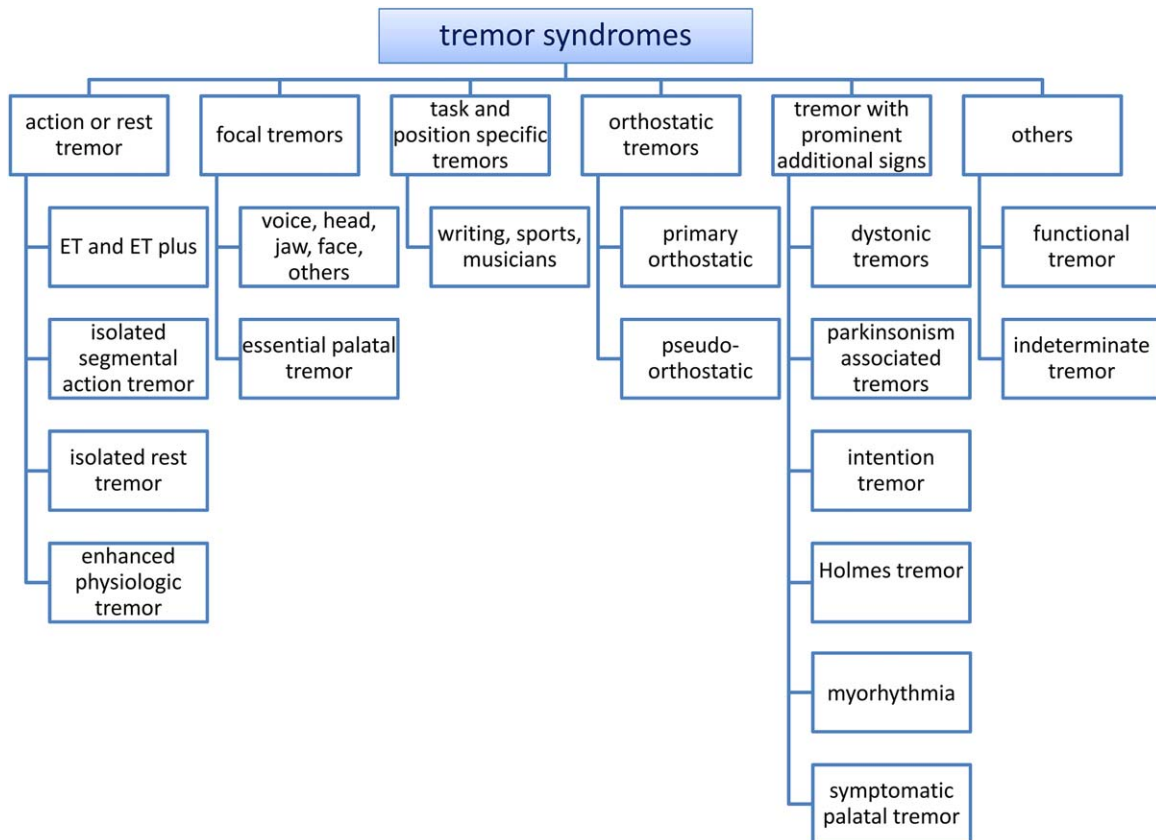 tremor syndromes
action or rest
tremor
focal tremors
task and
position specific
tremors
orthostatic
tremors
tremor with
prominent
additional signs
others
ET and ET plus
isolated
segmental
action tremor
isolated rest
tremor
enhanced
physiologic
tremor
voice, head,
jaw, face,
others
essential palatal
tremor
writing, sports,
musicians
primary
orthostatic
pseudo-
orthostatic
dystonic
tremors
parkinsonism
associated
tremors
intention
tremor
Holmes tremor
myorhythmia
symptomatic
palatal tremor
functional
tremor
indeterminate
tremor